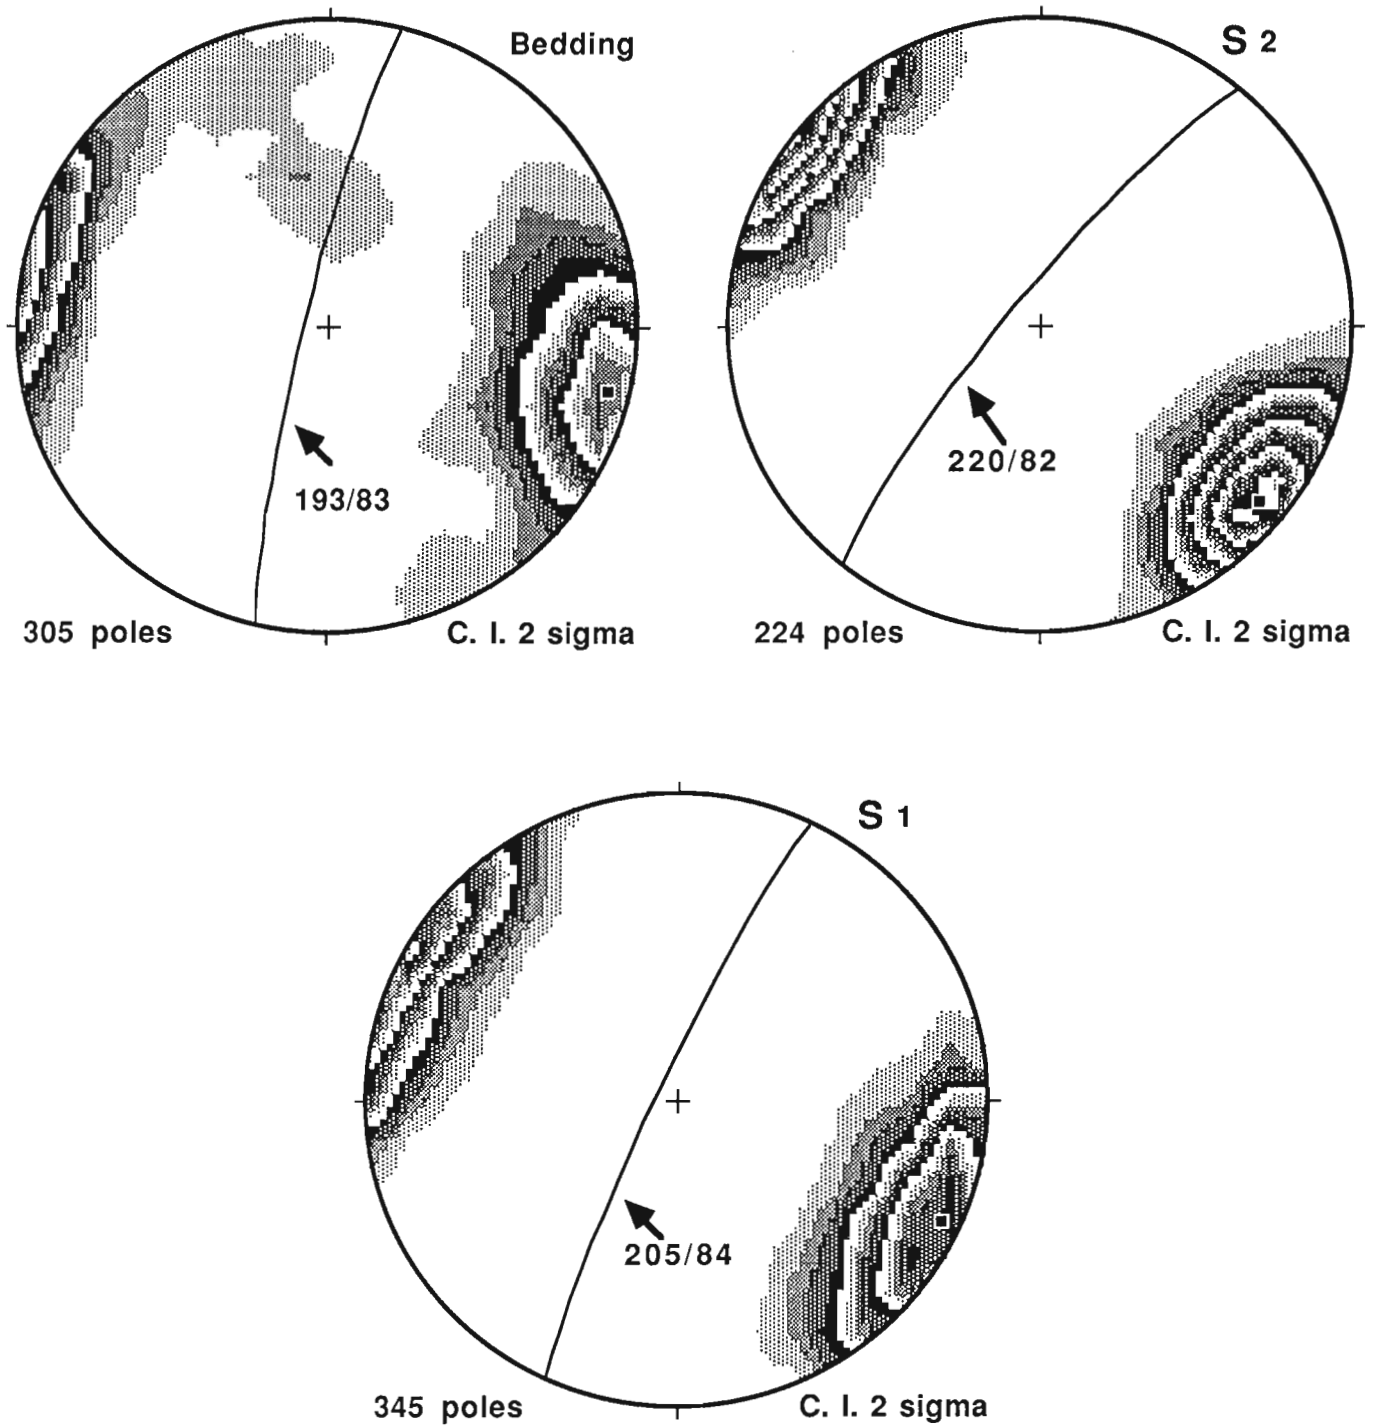 Bedding
193/83
305 poles
C. I. 2 sigma
S 2
220/82
224 poles
C. I. 2 sigma
S 1
205/84
345 poles
C. I. 2 sigma